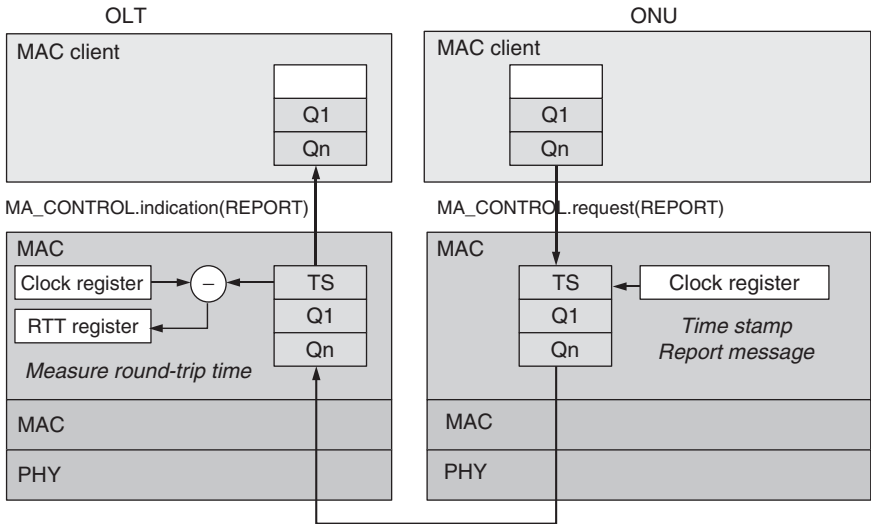 OLT
MAC client
Q1
Qn
MA_CONTROL.indication(REPORT)
MAC
Clock register
–
TS
RTT register
Q1
Qn
Measure round-trip time
MAC
PHY
ONU
MAC client
Q1
Qn
MA_CONTROL.request(REPORT)
MAC
TS
Clock register
Q1
Qn
Time stamp
Report message
MAC
PHY